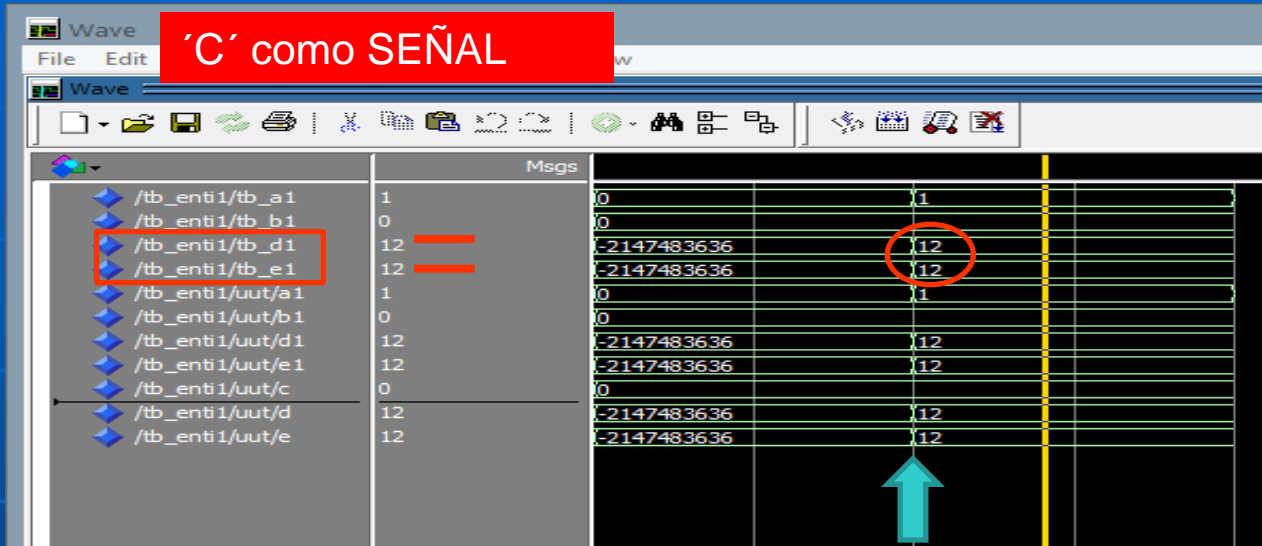 Wave
´C´ como SEÑAL
File Edit w
Wave
Msgs
/tb_enti1/tb_a1 1 0 1
/tb_enti1/tb_b1 0 0
/tb_enti1/tb_d1 12 -2147483636 12
/tb_enti1/tb_e1 12 -2147483636 12
/tb_enti1/uut/a1 1 0 1
/tb_enti1/uut/b1 0 0
/tb_enti1/uut/d1 12 -2147483636 12
/tb_enti1/uut/e1 12 -2147483636 12
/tb_enti1/uut/c 0 0
/tb_enti1/uut/d 12 -2147483636 12
/tb_enti1/uut/e 12 -2147483636 12